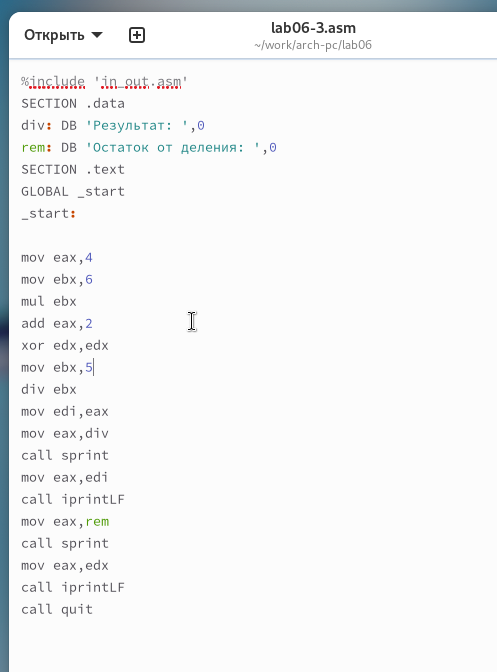 Открыть
lab06-3.asm
~/work/arch-pc/lab06
%include 'in_out.asm'
SECTION .data
div: DB 'Результат: ',0
rem: DB 'Остаток от деления: ',0
SECTION .text
GLOBAL _start
_start:
mov eax,4
mov ebx,6
mul ebx
add eax,2
xor edx,edx
mov ebx,5
div ebx
mov edi,eax
mov eax,div
call sprint
mov eax,edi
call iprintLF
mov eax,rem
call sprint
mov eax,edx
call iprintLF
call quit